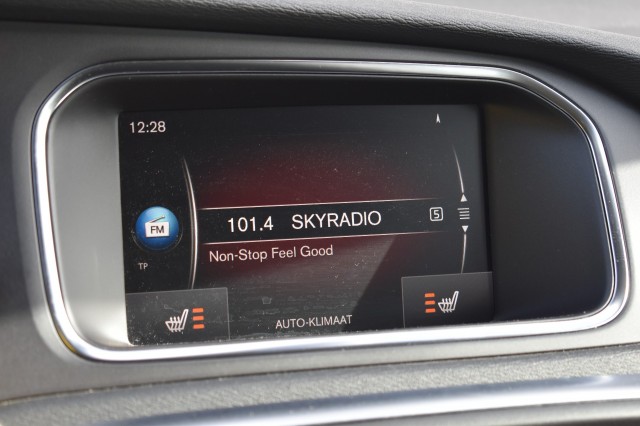 12:28
FM
101.4 SKYRADIO 5
Non-Stop Feel Good
TP
AUTO-KLIMAAT